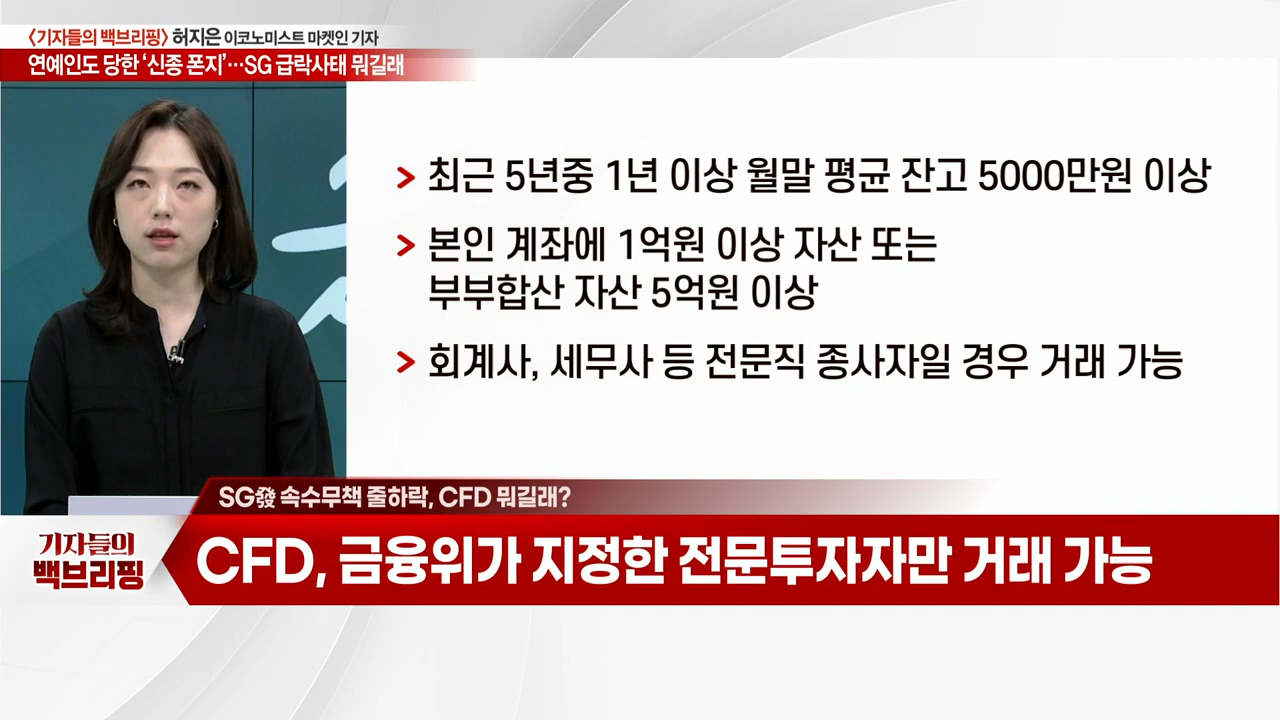 <기자들의 백브리핑> 허지은 이코노미스트 마켓인 기자
연예인도 당한 '신종 폰지'…SG 급락사태 뭐길래
> 최근 5년중 1년 이상 월말 평균 잔고 5000만원 이상
> 본인 계좌에 1억원 이상 자산 또는
부부합산 자산 5억원 이상
> 회계사, 세무사 등 전문직 종사자일 경우 거래 가능
SG發 속수무책 줄하락, CFD 뭐길래?
기자들의
백브리핑
CFD, 금융위가 지정한 전문투자자만 거래 가능